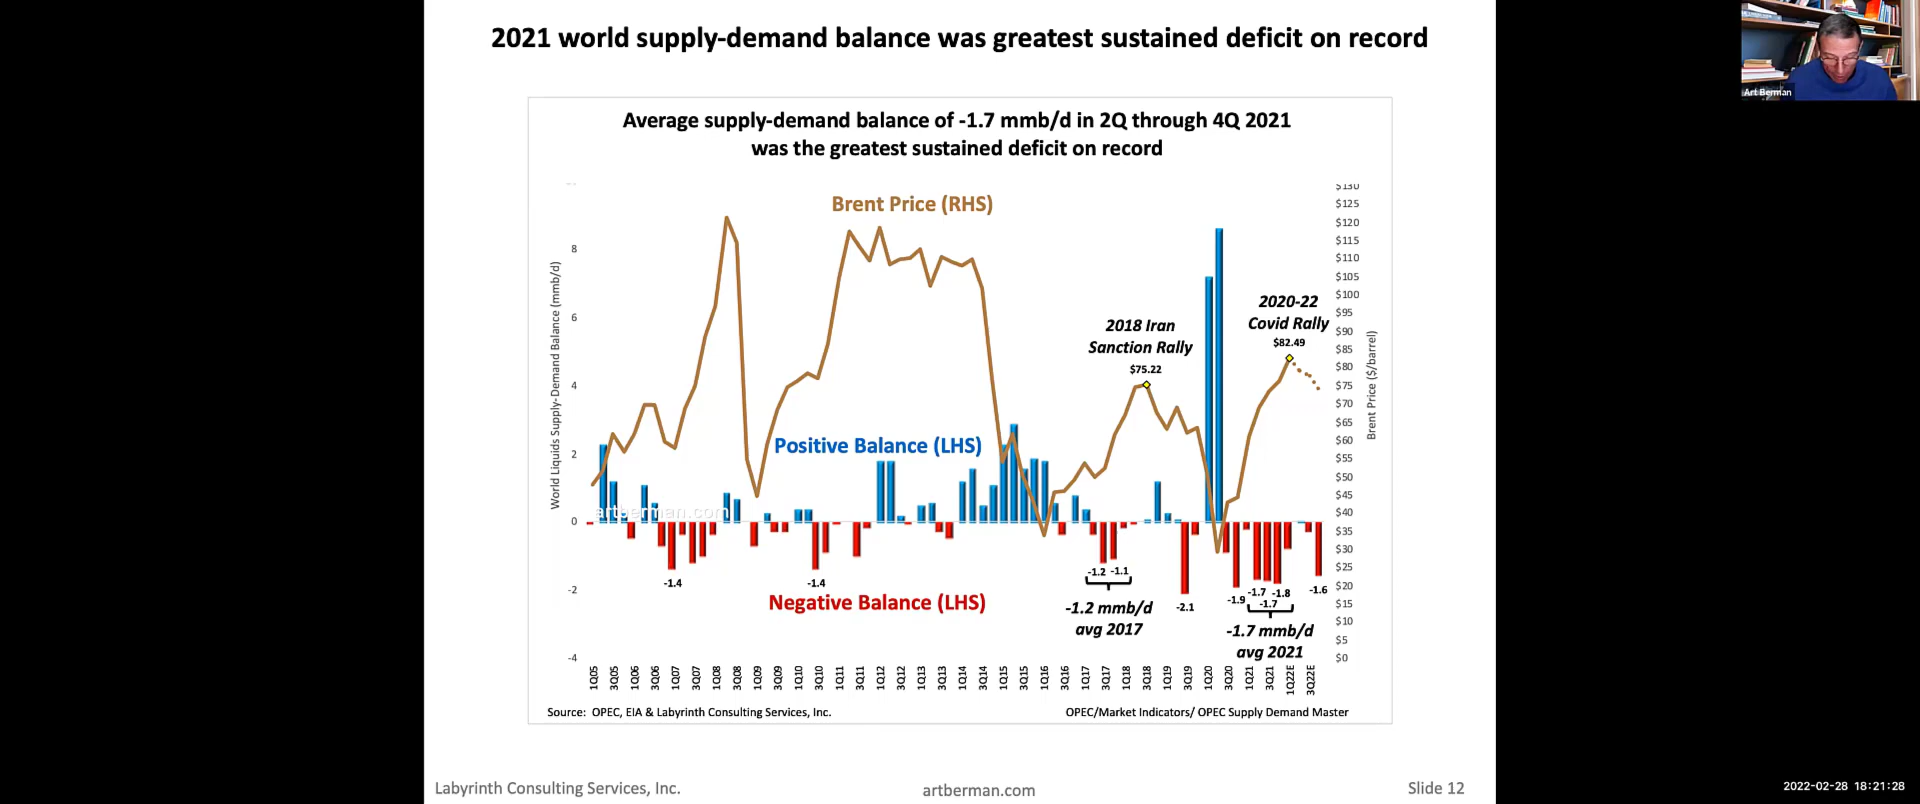 2021 world supply-demand balance was greatest sustained deficit on record
Art Berman
Average supply-demand balance of -1.7 mmb/d in 2Q through 4Q 2021
was the greatest sustained deficit on record
Brent Price (RHS)
World Liquids Supply-Demand Balance (mmb/d)
8
6
4
2
0
-2
-4
$130
$125
$120
$115
$110
$105
$100
$95
$90
$85
$80
$75
$70
$65
$60
$55
$50
$45
$40
$35
$30
$25
$20
$15
$10
$5
$0
Brent Price ($/barrel)
2018 Iran
Sanction Rally
$75.22
2020-22
Covid Rally
$82.49
Positive Balance (LHS)
artberman.com
-1.4
-1.4
Negative Balance (LHS)
-1.2 -1.1
-1.2 mmb/d
avg 2017
-2.1
-1.9
-1.7
-1.7
-1.8
-1.7 mmb/d
avg 2021
-1.6
1Q05
3Q05
1Q06
3Q06
1Q07
3Q07
1Q08
3Q08
1Q09
3Q09
1Q10
3Q10
1Q11
3Q11
1Q12
3Q12
1Q13
3Q13
1Q14
3Q14
1Q15
3Q15
1Q16
3Q16
1Q17
3Q17
1Q18
3Q18
1Q19
3Q19
1Q20
3Q20
1Q21
3Q21
1Q22E
3Q22E
Source: OPEC, EIA & Labyrinth Consulting Services, Inc.
OPEC/Market Indicators/ OPEC Supply Demand Master
Labyrinth Consulting Services, Inc.
artberman.com
Slide 12
2022-02-28 18:21:28